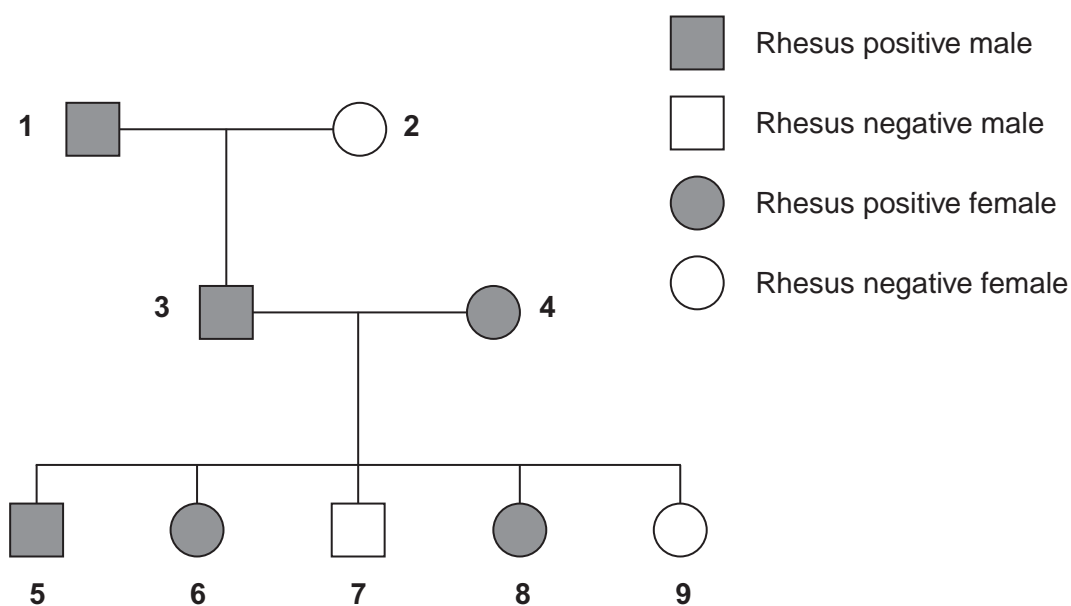 Rhesus positive male
1
2
Rhesus negative male
Rhesus positive female
Rhesus negative female
3
4
5
6
7
8
9